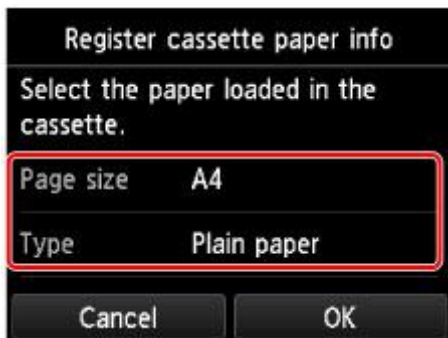 Register cassette paper info
Select the paper loaded in the
cassette.
Page size A4
Type Plain paper
Cancel OK